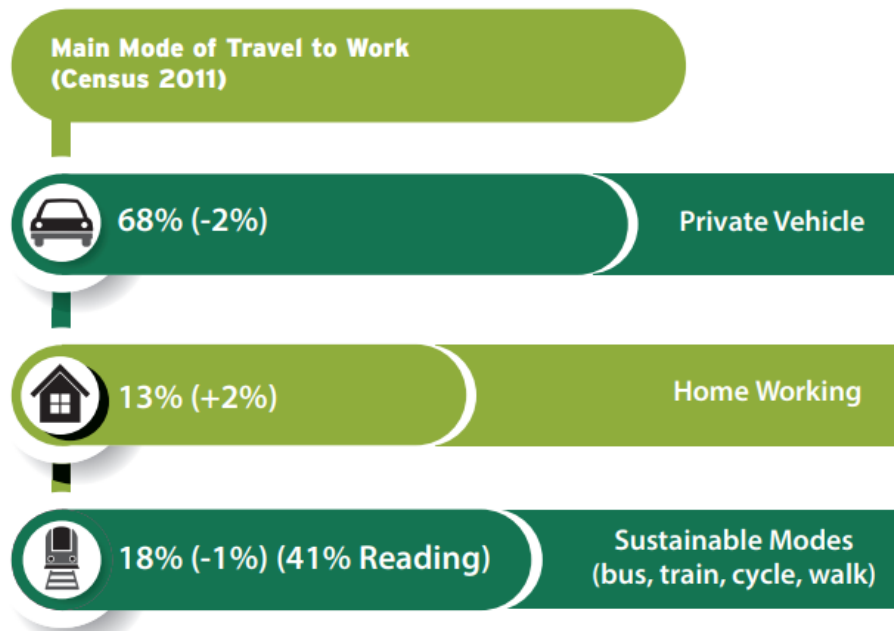 Main Mode of Travel to Work
(Census 2011)
68% (-2%)
Private Vehicle
13% (+2%)
Home Working
18% (-1%) (41% Reading)
Sustainable Modes
(bus, train, cycle, walk)